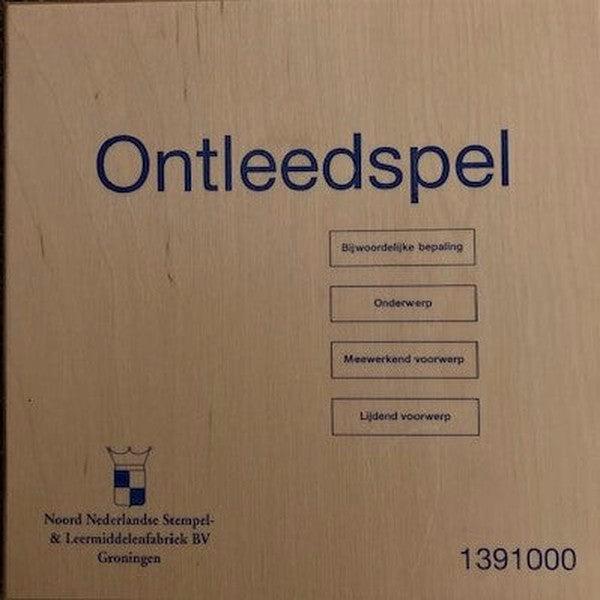 Ontleedspel
Bijwoordelijke bepaling
Onderwerp
Meewerkend voorwerp
Lijdend voorwerp
Noord Nederlandse Stempel-
& Leermiddelenfabriek BV
Groningen
1391000